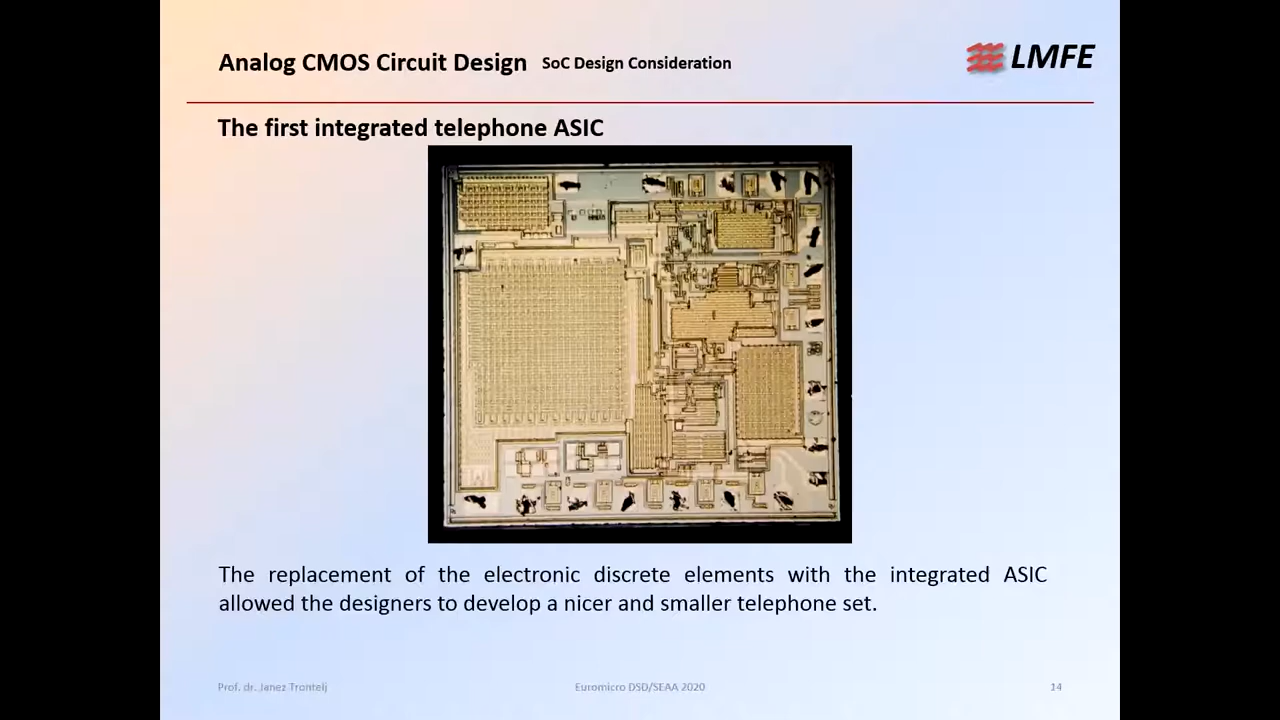 Analog CMOS Circuit Design SoC Design Consideration
LMFE
The first integrated telephone ASIC
The replacement of the electronic discrete elements with the integrated ASIC
allowed the designers to develop a nicer and smaller telephone set.
Prof. dr. Janez Trontelj
Euromicro DSD/SEAA 2020
14